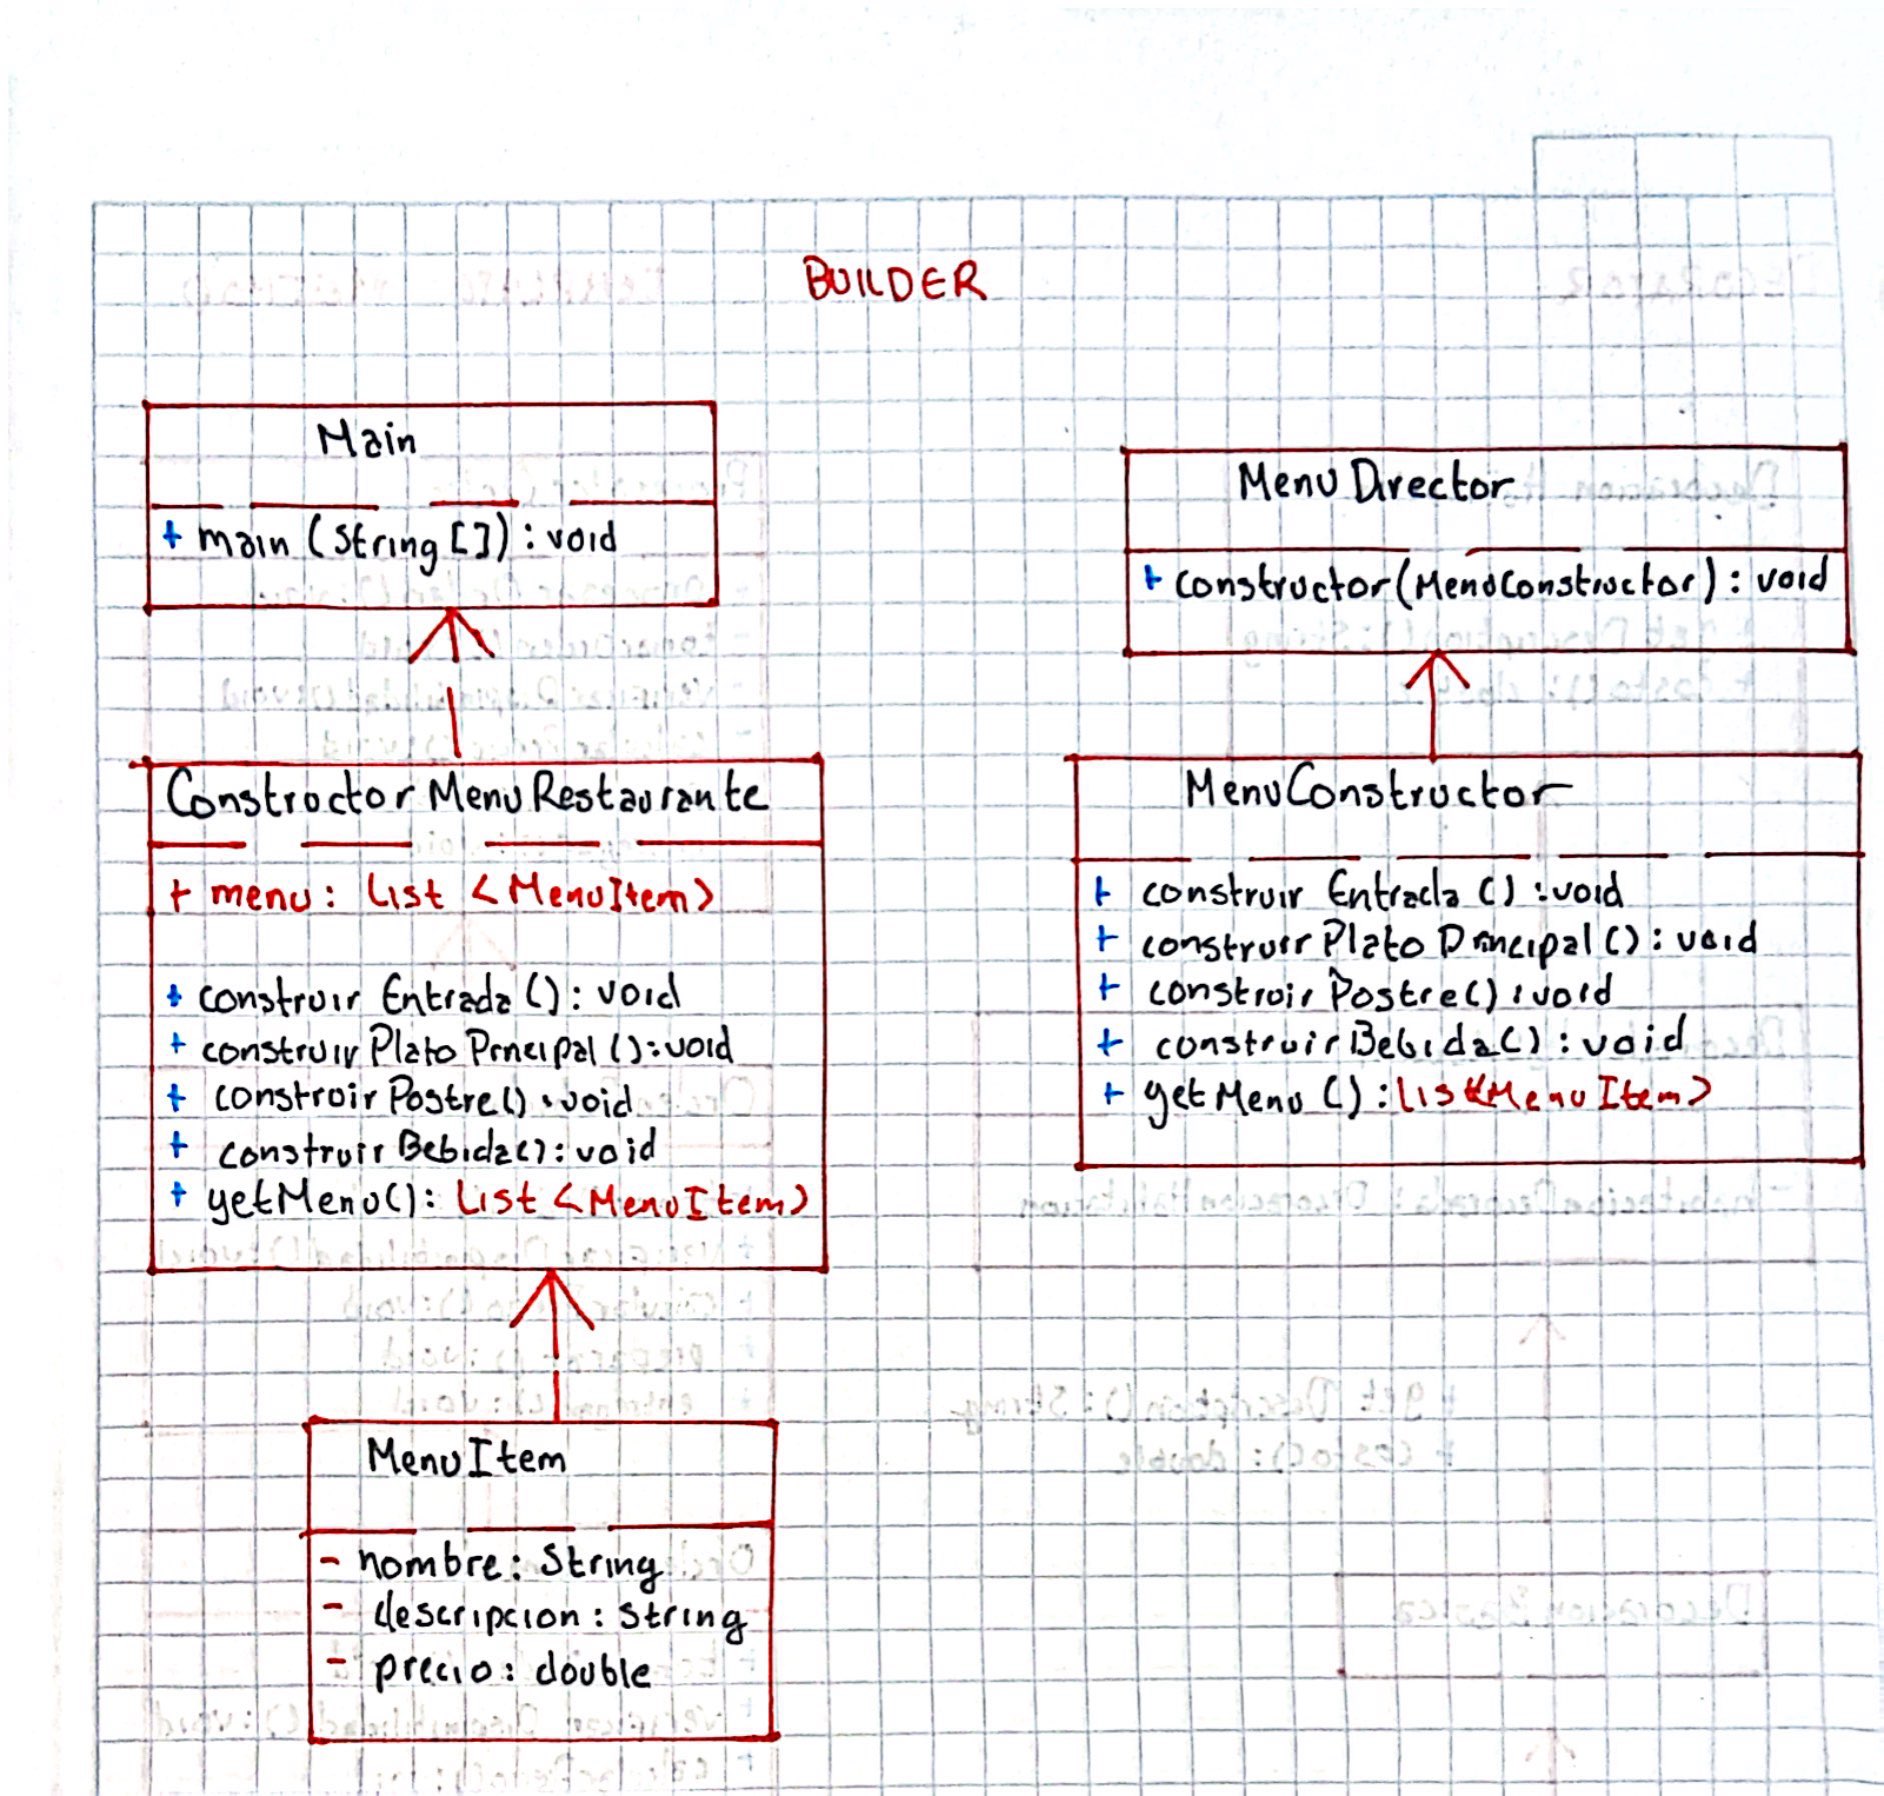 BUILDER
Main
+ main (String []) : void
Menu Director
+ constructor (MenuConstructor) : void
Constructor Menu Restaurante
+ menu : List <MenuItem>
+ construir Entrada () : void
+ construir Plato Principal () : void
+ construir Postre() : void
+ construir Bebida() : void
+ getMenu() : List <MenuItem>
MenuConstructor
+ construir Entrada () : void
+ construir Plato Principal () : void
+ construir Postre() : void
+ construir Bebida() : void
+ getMenu () : list<MenuItem>
MenuItem
- nombre : String
- descripcion : String
- precio : double